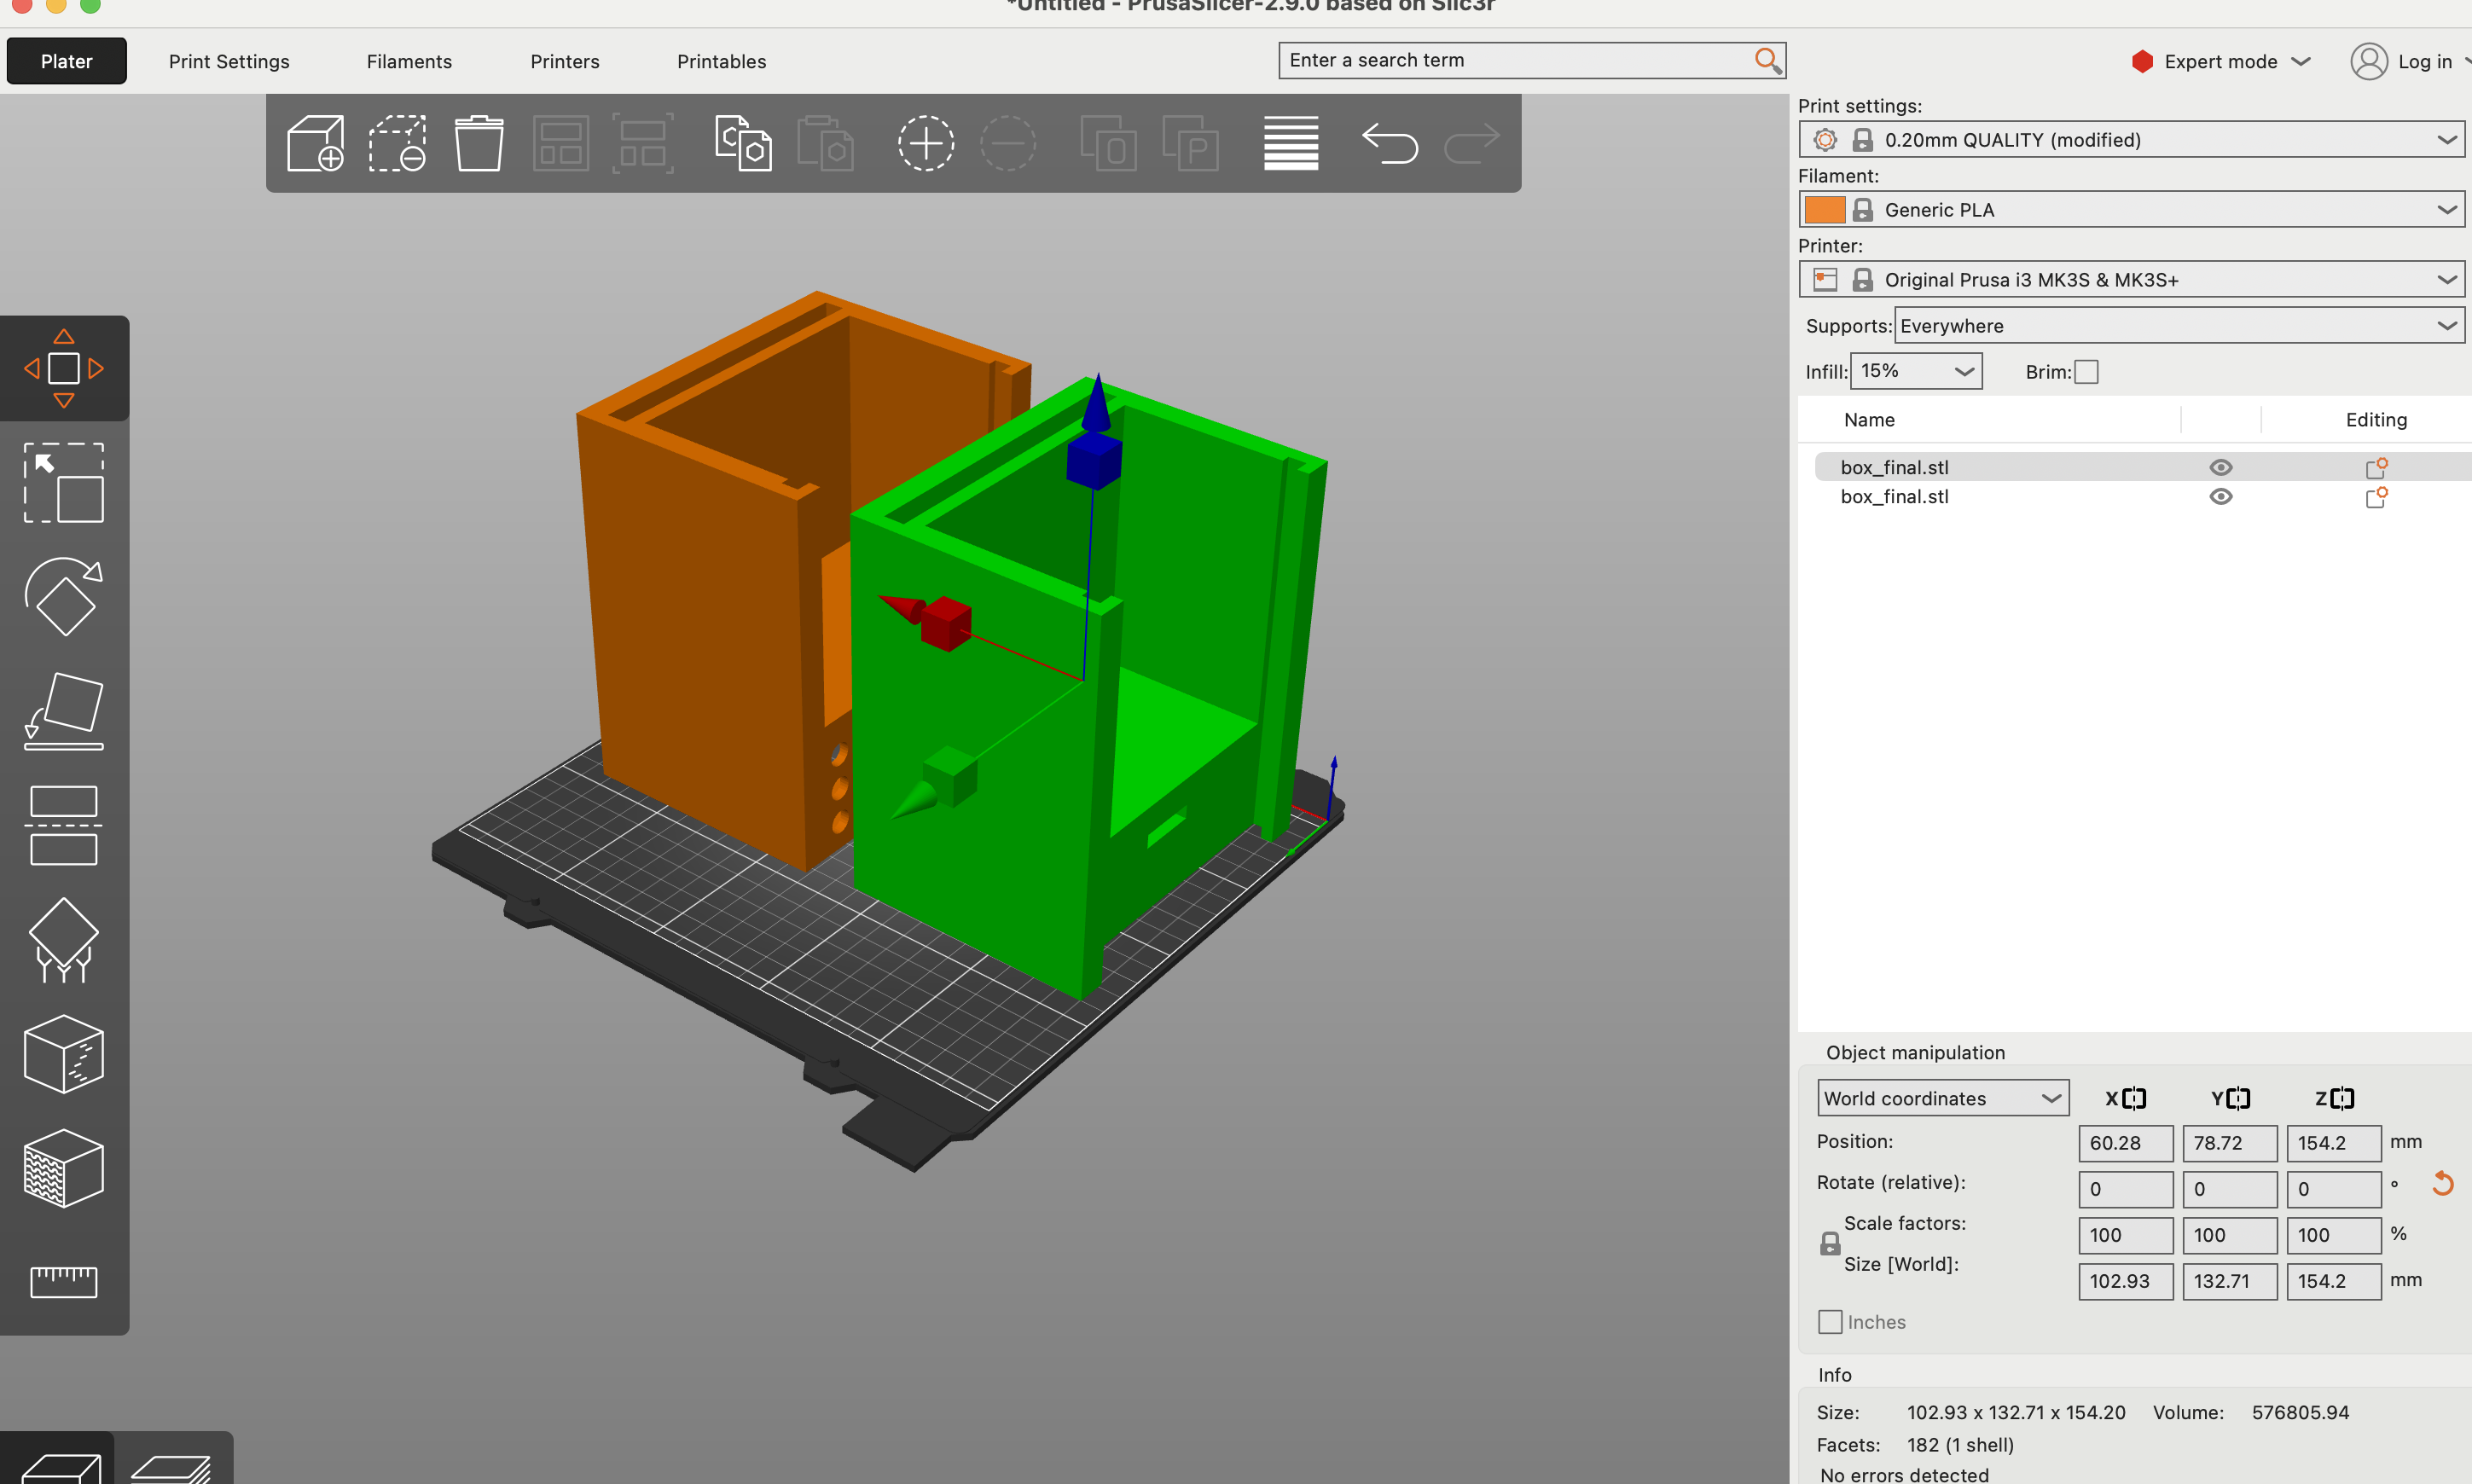 *Untitled - PrusaSlicer-2.9.0 based on Slic3r
Plater
Print Settings
Filaments
Printers
Printables
Enter a search term
Expert mode
Log in
Print settings:
0.20mm QUALITY (modified)
Filament:
Generic PLA
Printer:
Original Prusa i3 MK3S & MK3S+
Supports: Everywhere
Infill: 15% Brim:
Name Editing
box_final.stl
box_final.stl
Object manipulation
World coordinates X Y Z
Position: 60.28 78.72 154.2 mm
Rotate (relative): 0 0 0 °
Scale factors: 100 100 100 %
Size [World]: 102.93 132.71 154.2 mm
Inches
Info
Size: 102.93 x 132.71 x 154.20 Volume: 576805.94
Facets: 182 (1 shell)
No errors detected